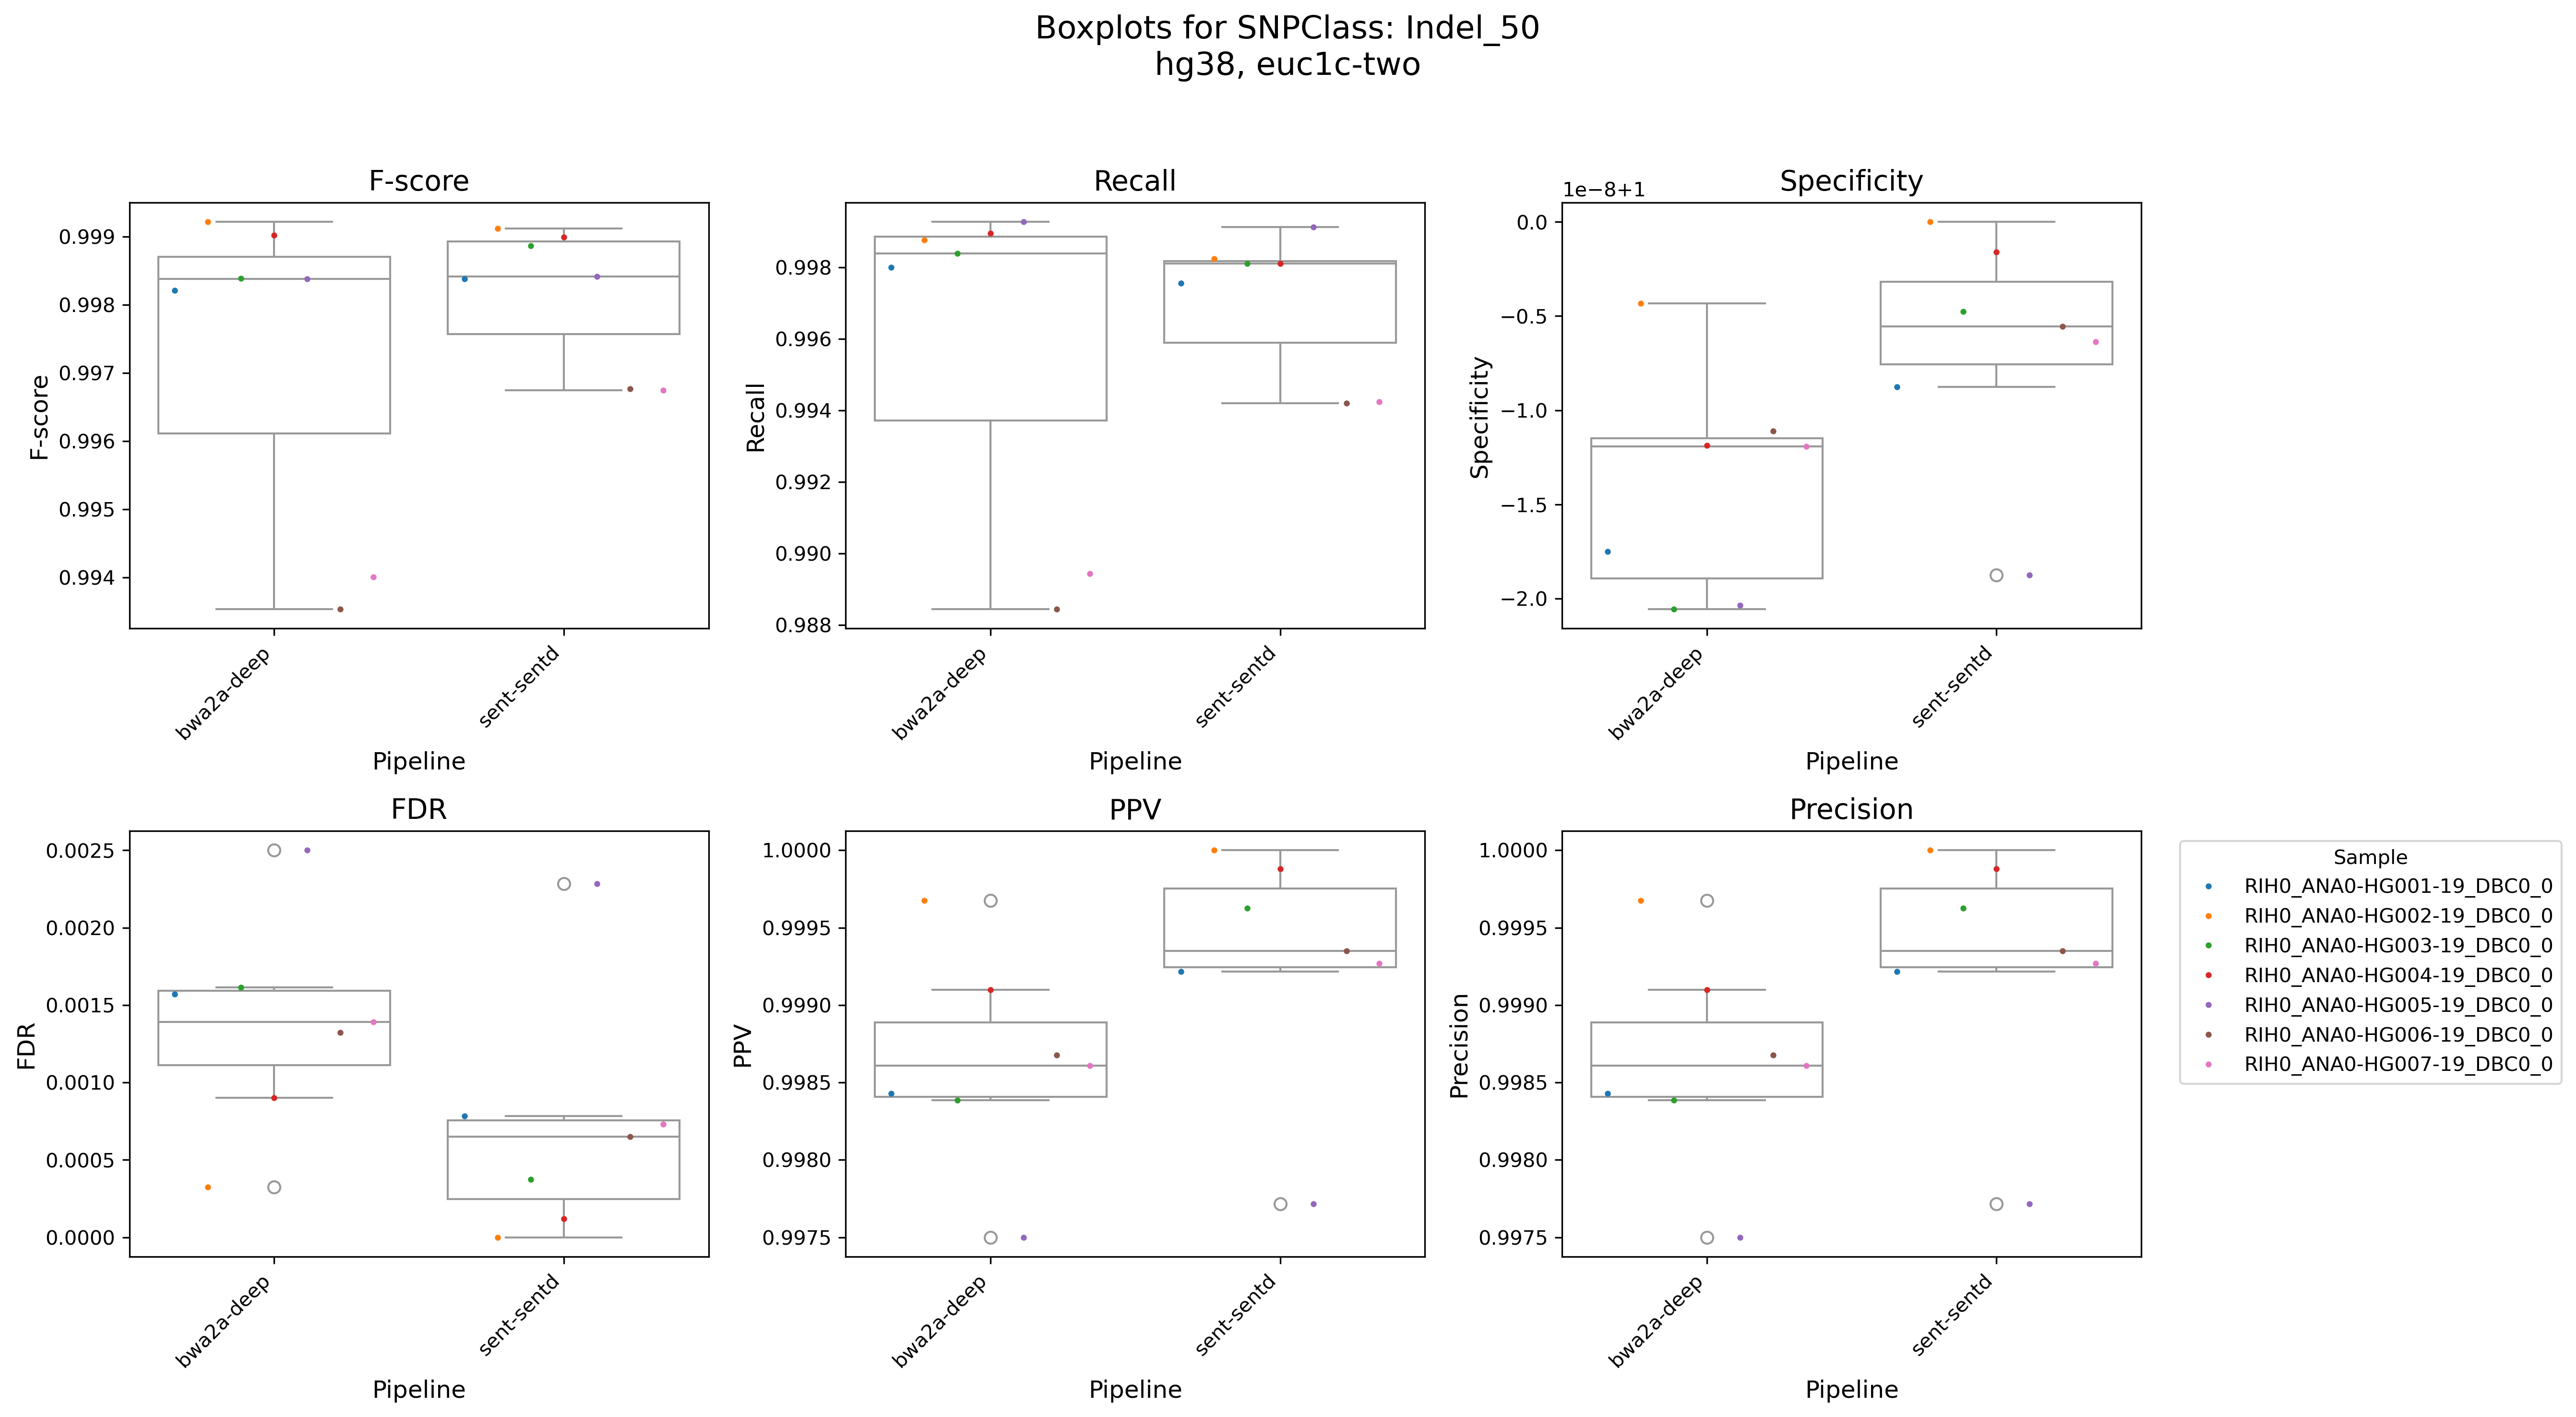 Boxplots for SNPClass: Indel_50
hg38, euc1c-two
F-score
F-score
0.999
0.998
0.997
0.996
0.995
0.994
bwa2a-deep
sent-sentd
Pipeline
Recall
Recall
0.998
0.996
0.994
0.992
0.990
0.988
bwa2a-deep
sent-sentd
Pipeline
Specificity
1e−8+1
Specificity
0.0
−0.5
−1.0
−1.5
−2.0
bwa2a-deep
sent-sentd
Pipeline
FDR
FDR
0.0025
0.0020
0.0015
0.0010
0.0005
0.0000
bwa2a-deep
sent-sentd
Pipeline
PPV
PPV
1.0000
0.9995
0.9990
0.9985
0.9980
0.9975
bwa2a-deep
sent-sentd
Pipeline
Precision
Precision
1.0000
0.9995
0.9990
0.9985
0.9980
0.9975
bwa2a-deep
sent-sentd
Pipeline
Sample
RIH0_ANA0-HG001-19_DBC0_0
RIH0_ANA0-HG002-19_DBC0_0
RIH0_ANA0-HG003-19_DBC0_0
RIH0_ANA0-HG004-19_DBC0_0
RIH0_ANA0-HG005-19_DBC0_0
RIH0_ANA0-HG006-19_DBC0_0
RIH0_ANA0-HG007-19_DBC0_0